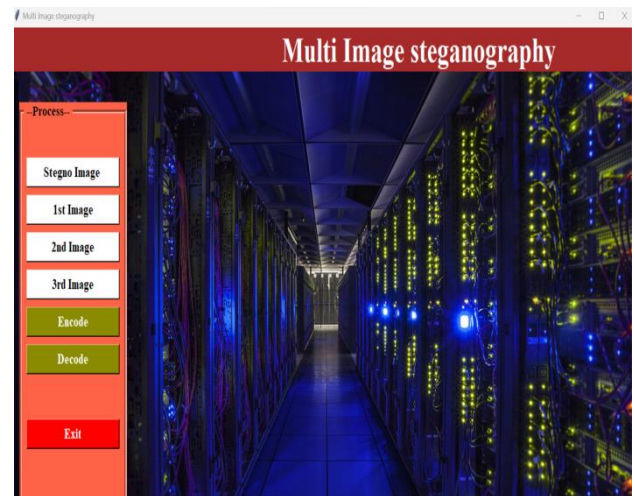 Multi Image steganography
Multi Image steganography
--Process--
Stegno Image
1st Image
2nd Image
3rd Image
Encode
Decode
Exit